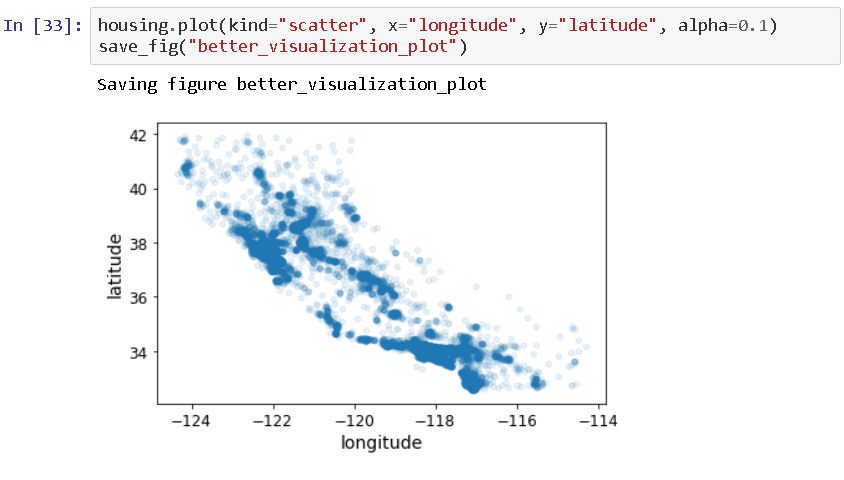 In [33]: housing.plot(kind="scatter", x="longitude", y="latitude", alpha=0.1)
save_fig("better_visualization_plot")
Saving figure better_visualization_plot
42
40
38
36
34
latitude
−124 −122 −120 −118 −116 −114
longitude